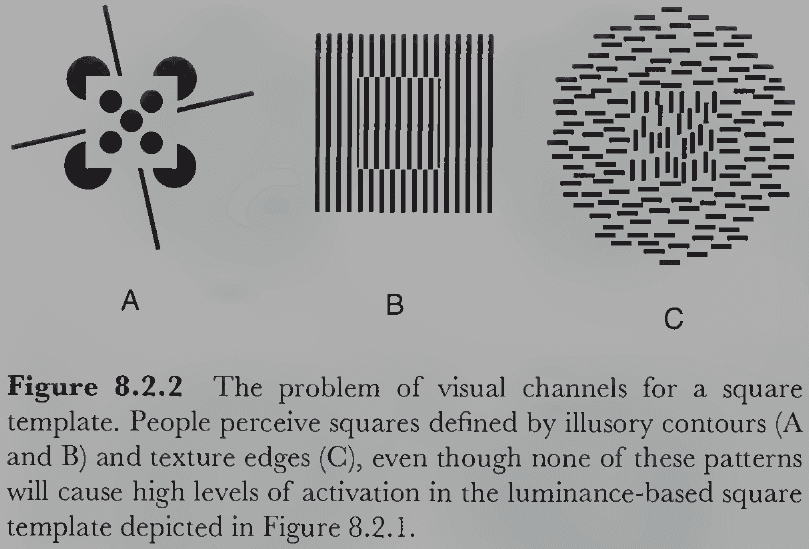 A
B
C
Figure 8.2.2 The problem of visual channels for a square
template. People perceive squares defined by illusory contours (A
and B) and texture edges (C), even though none of these patterns
will cause high levels of activation in the luminance-based square
template depicted in Figure 8.2.1.